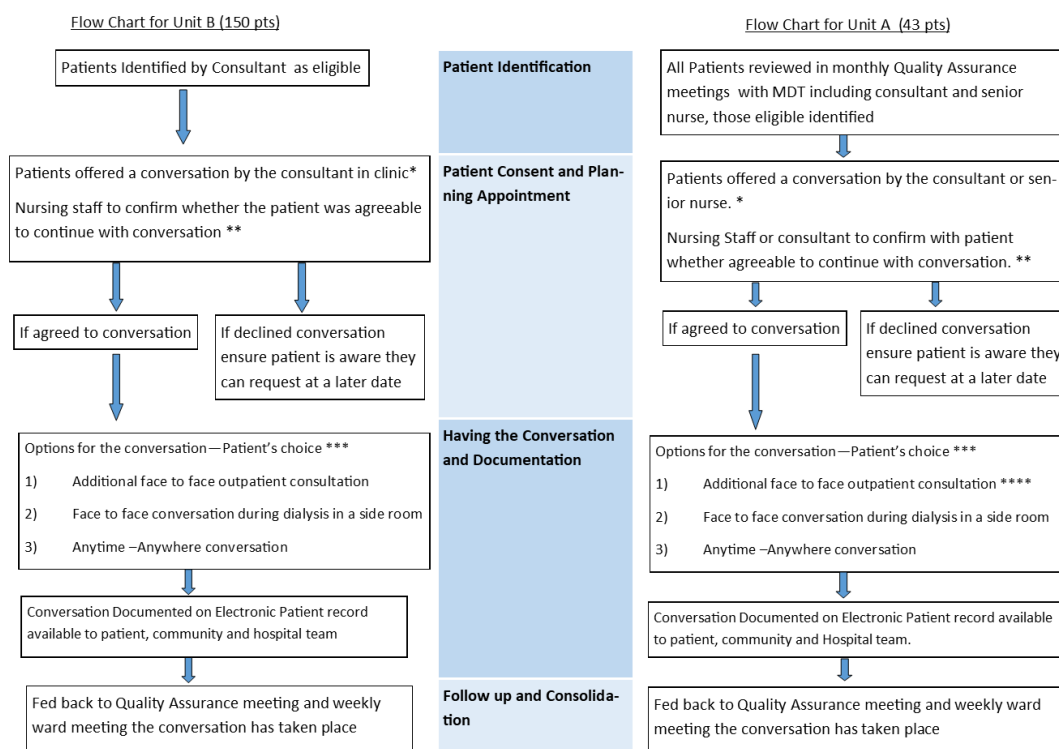 Flow Chart for Unit B (150 pts)
Patients Identified by Consultant as eligible
Patients offered a conversation by the consultant in clinic*
Nursing staff to confirm whether the patient was agreeable
to continue with conversation **
If agreed to conversation
If declined conversation
ensure patient is aware they
can request at a later date
Options for the conversation—Patient's choice ***
1) Additional face to face outpatient consultation
2) Face to face conversation during dialysis in a side room
3) Anytime –Anywhere conversation
Conversation Documented on Electronic Patient record
available to patient, community and hospital team
Fed back to Quality Assurance meeting and weekly
ward meeting the conversation has taken place
Patient Identification
Patient Consent and Plan-
ning Appointment
Having the Conversation
and Documentation
Follow up and Consolida-
tion
Flow Chart for Unit A (43 pts)
All Patients reviewed in monthly Quality Assurance
meetings with MDT including consultant and senior
nurse, those eligible identified
Patients offered a conversation by the consultant or sen-
ior nurse. *
Nursing Staff or consultant to confirm with patient
whether agreeable to continue with conversation. **
If agreed to conversation
If declined conversation
ensure patient is aware they
can request at a later date
Options for the conversation—Patient's choice ***
1) Additional face to face outpatient consultation ****
2) Face to face conversation during dialysis in a side room
3) Anytime –Anywhere conversation
Conversation Documented on Electronic Patient record available
to patient, community and Hospital team.
Fed back to Quality Assurance meeting and weekly ward
meeting the conversation has taken place